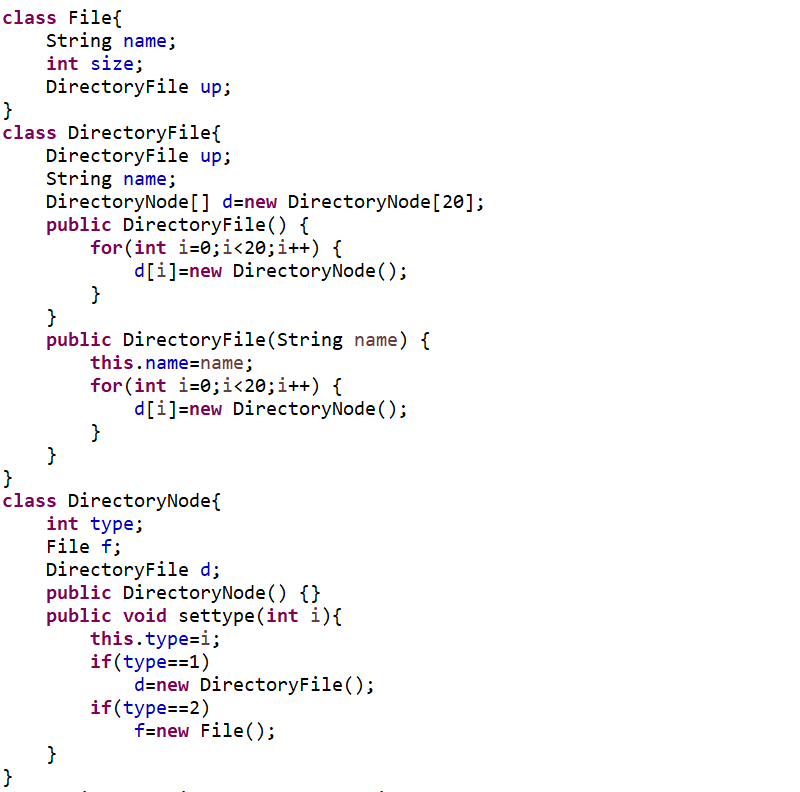 class File{
    String name;
    int size;
    DirectoryFile up;
}
class DirectoryFile{
    DirectoryFile up;
    String name;
    DirectoryNode[] d=new DirectoryNode[20];
    public DirectoryFile() {
        for(int i=0;i<20;i++) {
            d[i]=new DirectoryNode();
        }
    }
    public DirectoryFile(String name) {
        this.name=name;
        for(int i=0;i<20;i++) {
            d[i]=new DirectoryNode();
        }
    }
}
class DirectoryNode{
    int type;
    File f;
    DirectoryFile d;
    public DirectoryNode() {}
    public void settype(int i){
        this.type=i;
        if(type==1)
            d=new DirectoryFile();
        if(type==2)
            f=new File();
    }
}